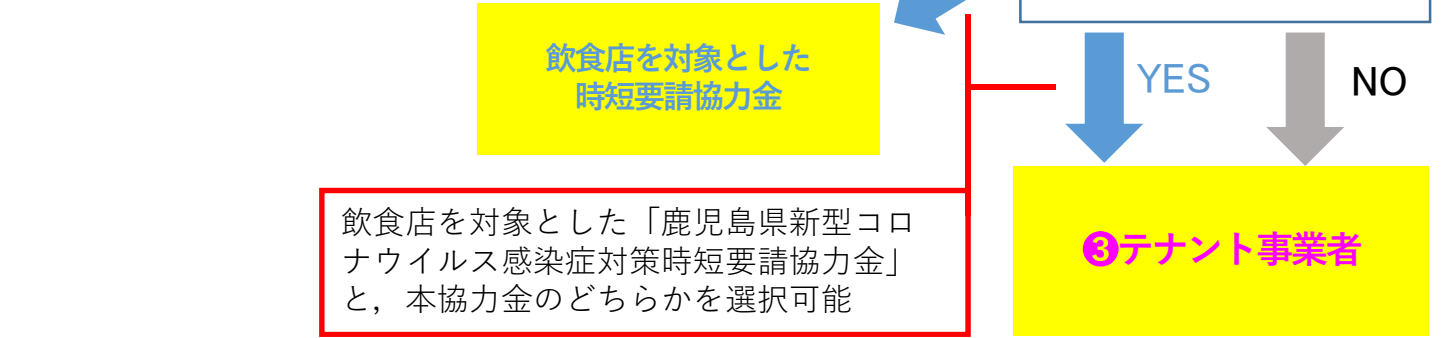 飲食店を対象とした
時短要請協力金
YES
NO
飲食店を対象とした「鹿児島県新型コロ
ナウイルス感染症対策時短要請協力金」
と，本協力金のどちらかを選択可能
❸テナント事業者